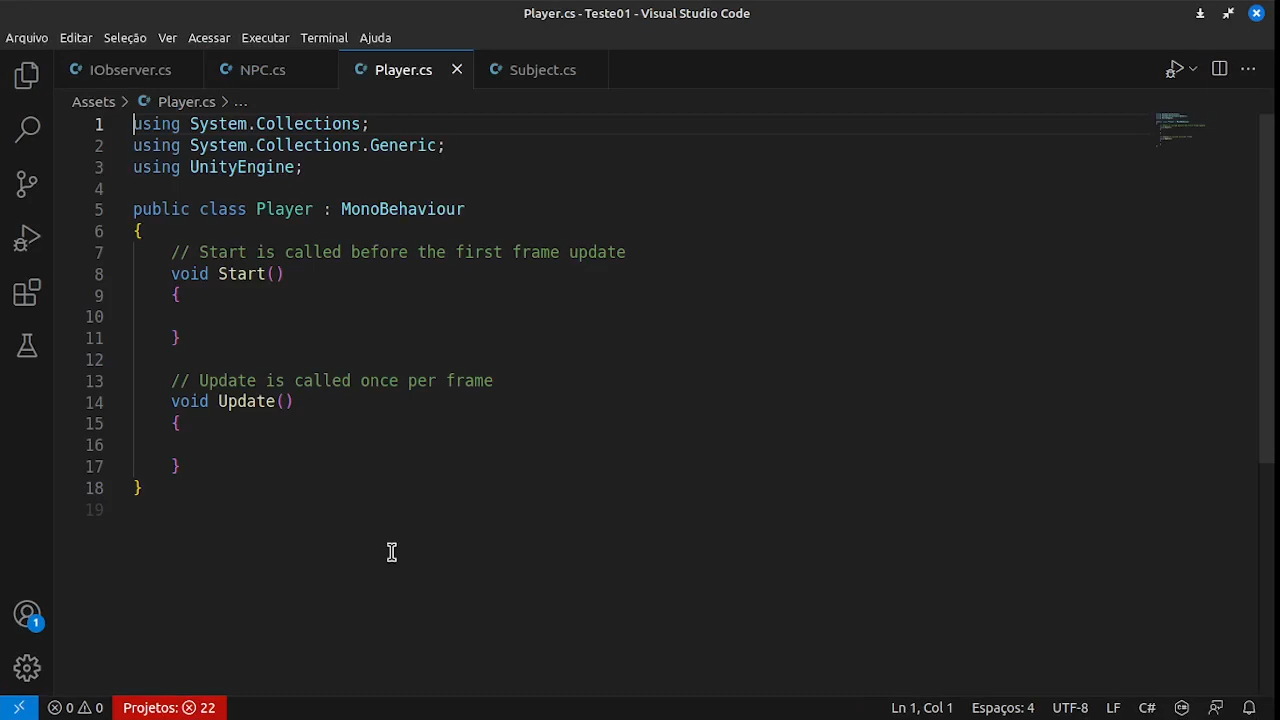 Player.cs - Teste01 - Visual Studio Code
Arquivo Editar Seleção Ver Acessar Executar Terminal Ajuda
C# IObserver.cs C# NPC.cs C# Player.cs C# Subject.cs
Assets > C# Player.cs > ...
1 using System.Collections;
2 using System.Collections.Generic;
3 using UnityEngine;
4
5 public class Player : MonoBehaviour
6 {
7 // Start is called before the first frame update
8 void Start()
9 {
10
11 }
12
13 // Update is called once per frame
14 void Update()
15 {
16
17 }
18 }
19
1
0 0 Projetos: 22 Ln 1, Col 1 Espaços: 4 UTF-8 LF C#